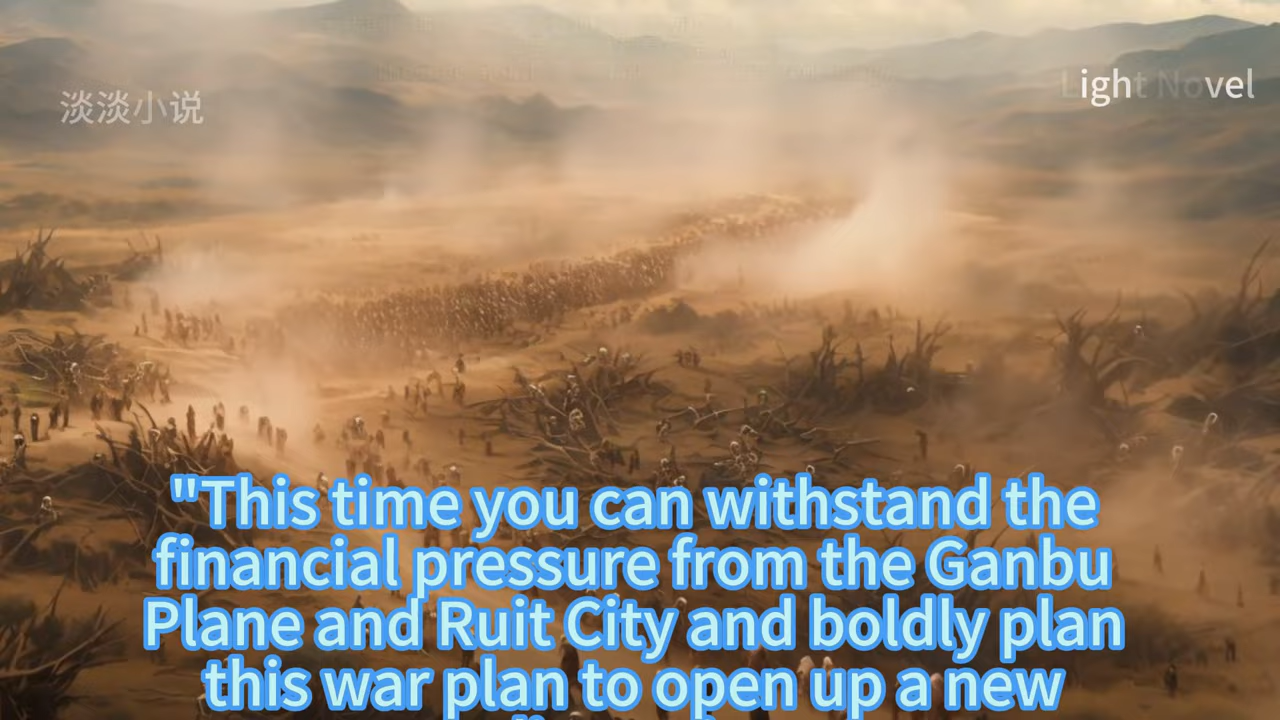 淡淡小说
Light Novel
"This time you can withstand the
financial pressure from the Ganbu
Plane and Ruit City and boldly plan
this war plan to open up a new